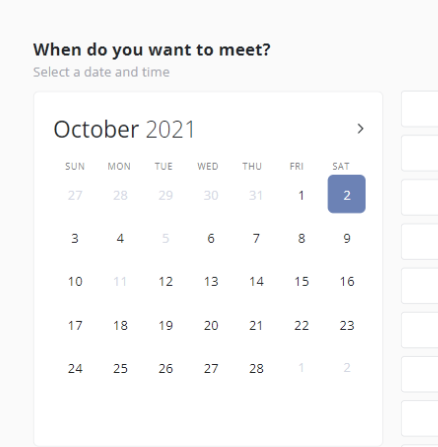 When do you want to meet?
Select a date and time
October 2021
SUN MON TUE WED THU FRI SAT
27 28 29 30 31 1 2
3 4 5 6 7 8 9
10 11 12 13 14 15 16
17 18 19 20 21 22 23
24 25 26 27 28 1 2